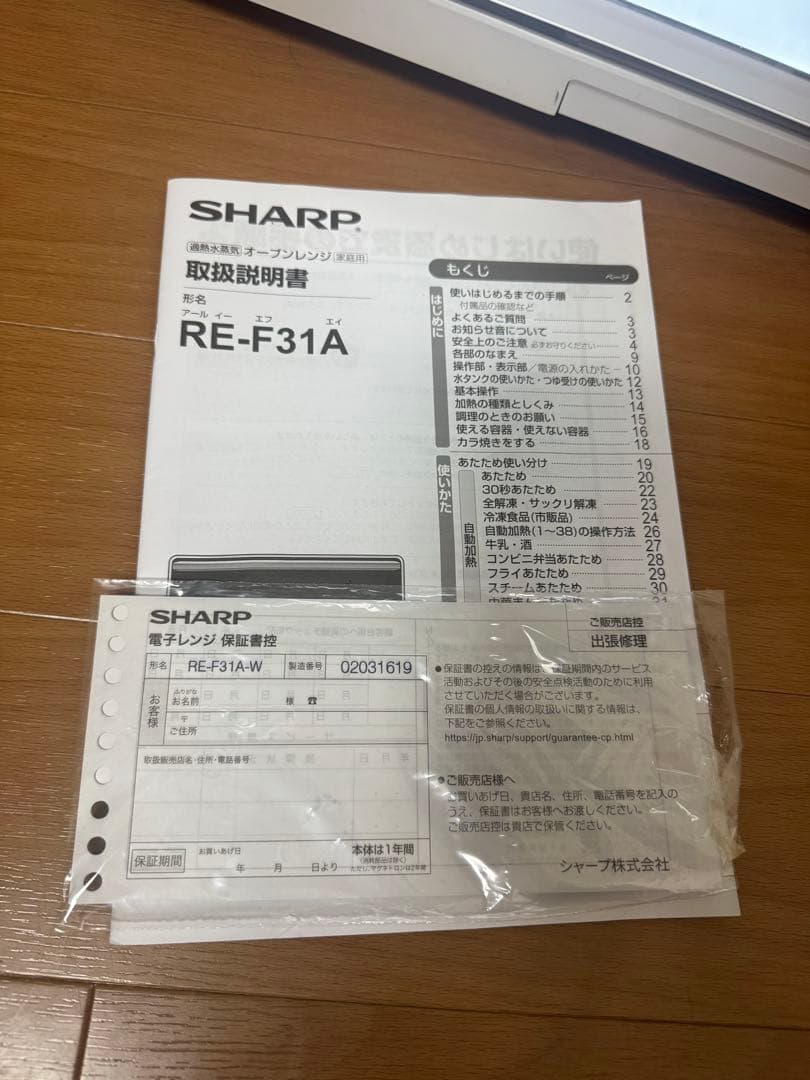 SHARP
過熱水蒸気 オーブンレンジ 家庭用
取扱説明書
形名
アール イー エフ エイ
RE-F31A
もくじ
ページ
はじめに
使いはじめるまでの手順 2
付属品の確認など
よくあるご質問 3
お知らせ音について 3
安全上のご注意 必ずお守りください 4
各部のなまえ 9
操作部・表示部/電源の入れかた 10
水タンクの使いかた・つゆ受けの使いかた 12
基本操作 13
加熱の種類としくみ 14
調理のときのお願い 15
使える容器・使えない容器 16
カラ焼きをする 18
使いかた
あたため使い分け 19
自動加熱
あたため 20
30秒あたため 22
全解凍・サックリ解凍 23
冷凍食品(市販品) 24
自動加熱(1~38)の操作方法 26
牛乳・酒 27
コンビニ弁当あたため 28
フライあたため 29
スチームあたため 30
SHARP
電子レンジ 保証書控
形名 RE-F31A-W 製造番号 02031619
お客様
ふりがな
お名前 様 ☎
〒
ご住所
取扱販売店名・住所・電話番号
保証期間
お買いあげ日
年 月 日より
本体は1年間
(消耗部品は除く)
ただし、マグネトロンは2年間
ご販売店控
出張修理
●保証書の控えの情報は、保証期間内のサービス
活動およびその後の安全点検活動のために利用
させていただく場合がございます。
保証書の個人情報の取扱いに関する情報は、
下記をご参照ください。
https://jp.sharp/support/guarantee-cp.html
●ご販売店様へ
お買いあげ日、貴店名、住所、電話番号を記入の
うえ、保証書はお客様へお渡しください。
ご販売店控は貴店で保管ください。
シャープ株式会社